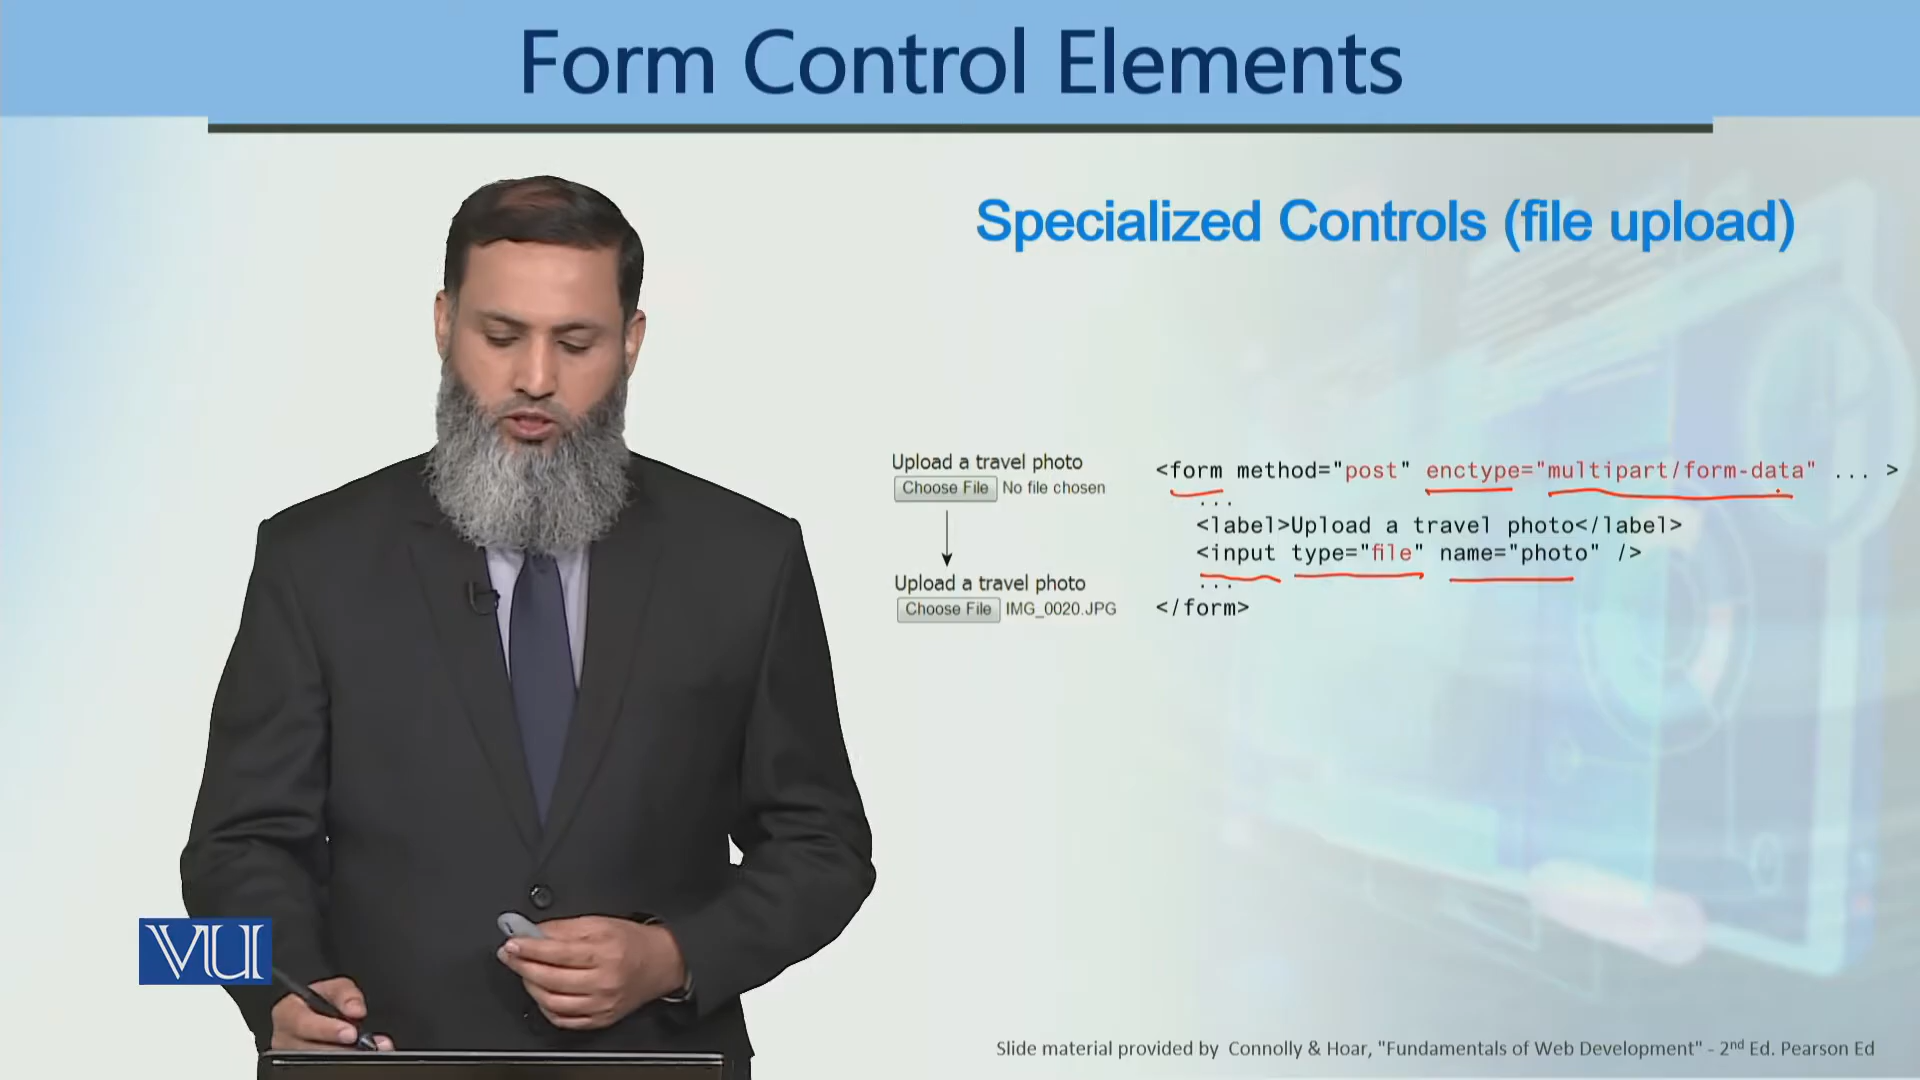 Form Control Elements
Specialized Controls (file upload)
Upload a travel photo
Choose File No file chosen
Upload a travel photo
Choose File IMG_0020.JPG
<form method="post" enctype="multipart/form-data" ... >
...
<label>Upload a travel photo</label>
<input type="file" name="photo" />
...
</form>
VU
Slide material provided by Connolly & Hoar, "Fundamentals of Web Development" - 2nd Ed. Pearson Ed